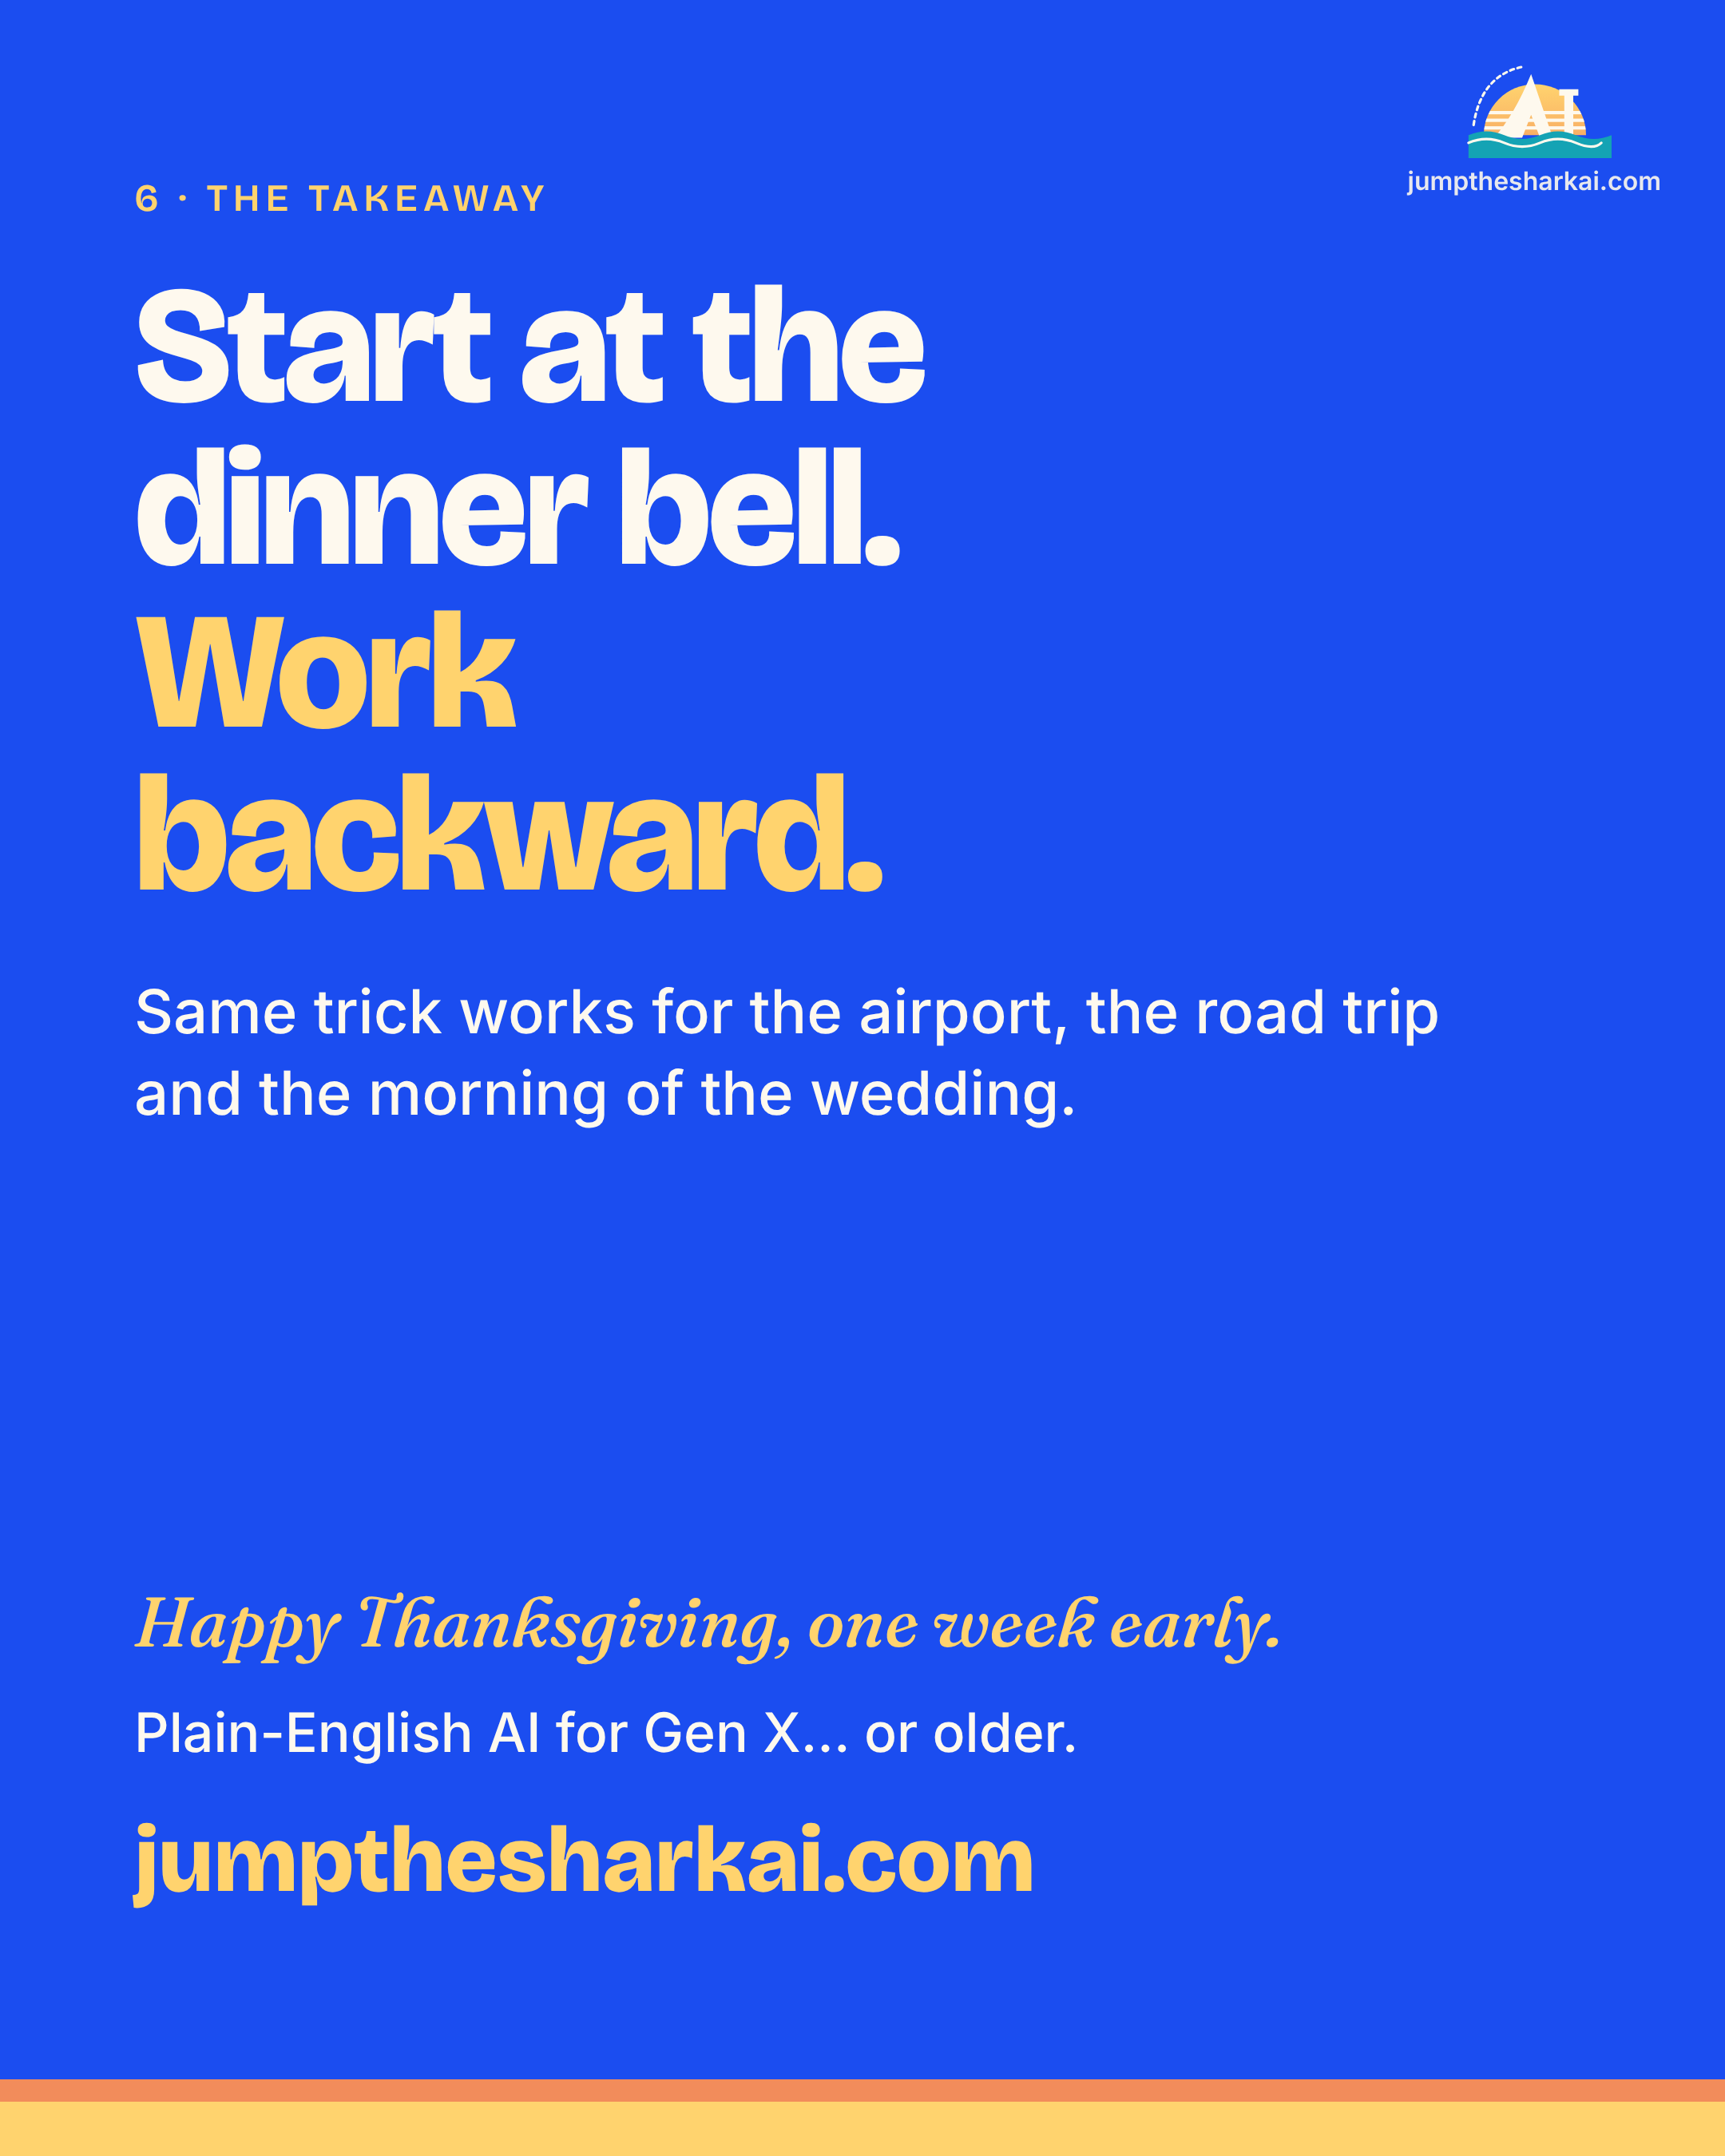 AI
jumpthesharkai.com
6 · THE TAKEAWAY
Start at the
dinner bell.
Work
backward.
Same trick works for the airport, the road trip
and the morning of the wedding.
Happy Thanksgiving, one week early.
Plain-English AI for Gen X... or older.
jumpthesharkai.com